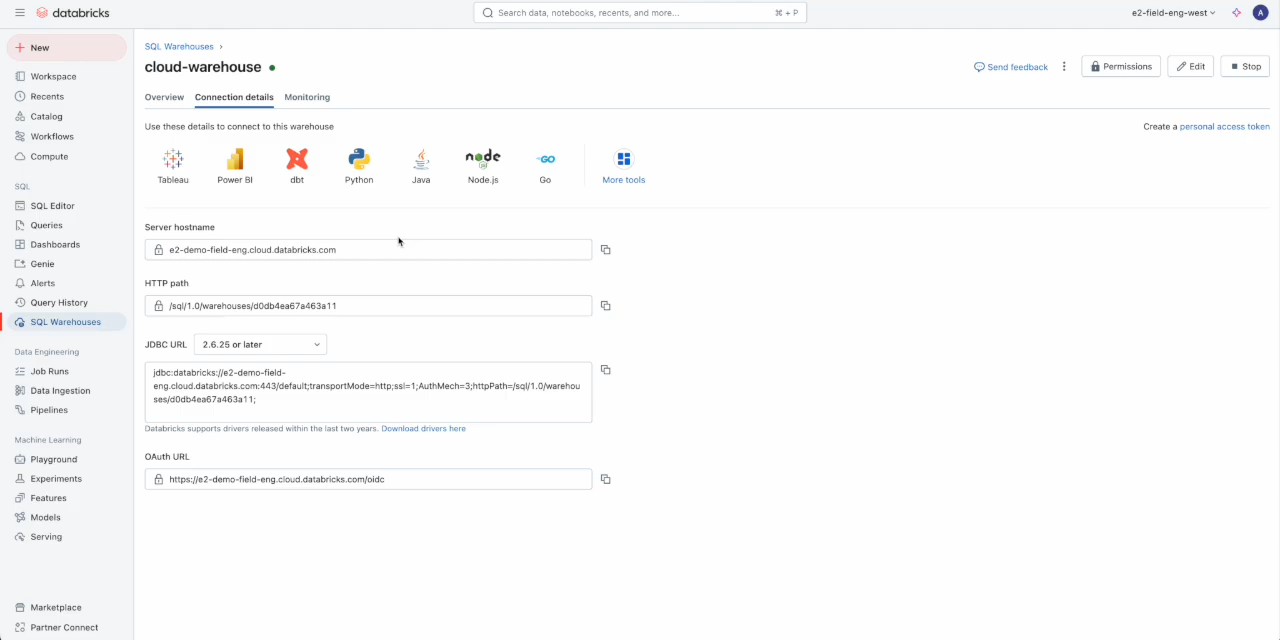 databricks
Search data, notebooks, recents, and more...
⌘ + P
e2-field-eng-west
A
New
Workspace
Recents
Catalog
Workflows
Compute
SQL
SQL Editor
Queries
Dashboards
Genie
Alerts
Query History
SQL Warehouses
Data Engineering
Job Runs
Data Ingestion
Pipelines
Machine Learning
Playground
Experiments
Features
Models
Serving
Marketplace
Partner Connect
SQL Warehouses ›
cloud-warehouse
Send feedback
Permissions
Edit
Stop
Overview
Connection details
Monitoring
Use these details to connect to this warehouse
Create a personal access token
Tableau
Power BI
dbt
Python
Java
node
Node.js
GO
Go
More tools
Server hostname
e2-demo-field-eng.cloud.databricks.com
HTTP path
/sql/1.0/warehouses/d0db4ea67a463a11
JDBC URL
2.6.25 or later
jdbc:databricks://e2-demo-field-
eng.cloud.databricks.com:443/default;transportMode=http;ssl=1;AuthMech=3;httpPath=/sql/1.0/warehou
ses/d0db4ea67a463a11;
Databricks supports drivers released within the last two years. Download drivers here
OAuth URL
https://e2-demo-field-eng.cloud.databricks.com/oidc